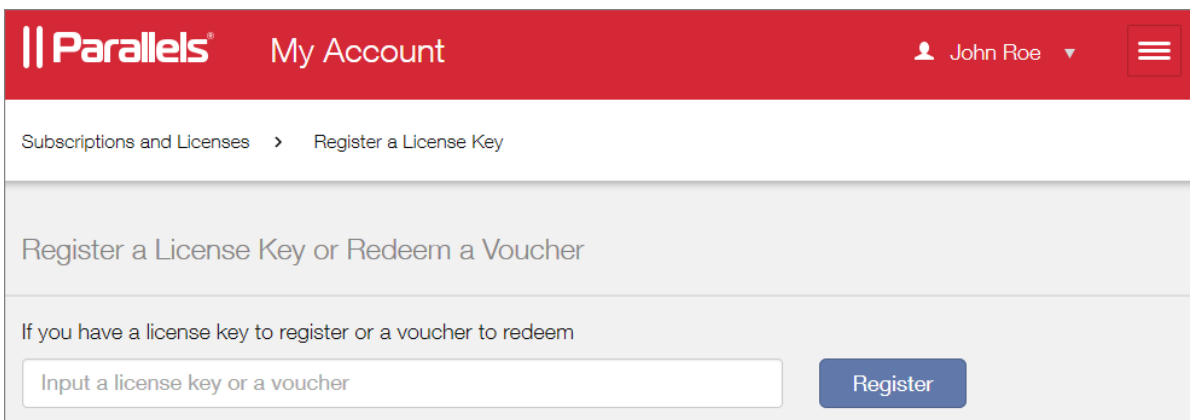 Parallels® My Account John Roe
Subscriptions and Licenses > Register a License Key
Register a License Key or Redeem a Voucher
If you have a license key to register or a voucher to redeem
Input a license key or a voucher Register